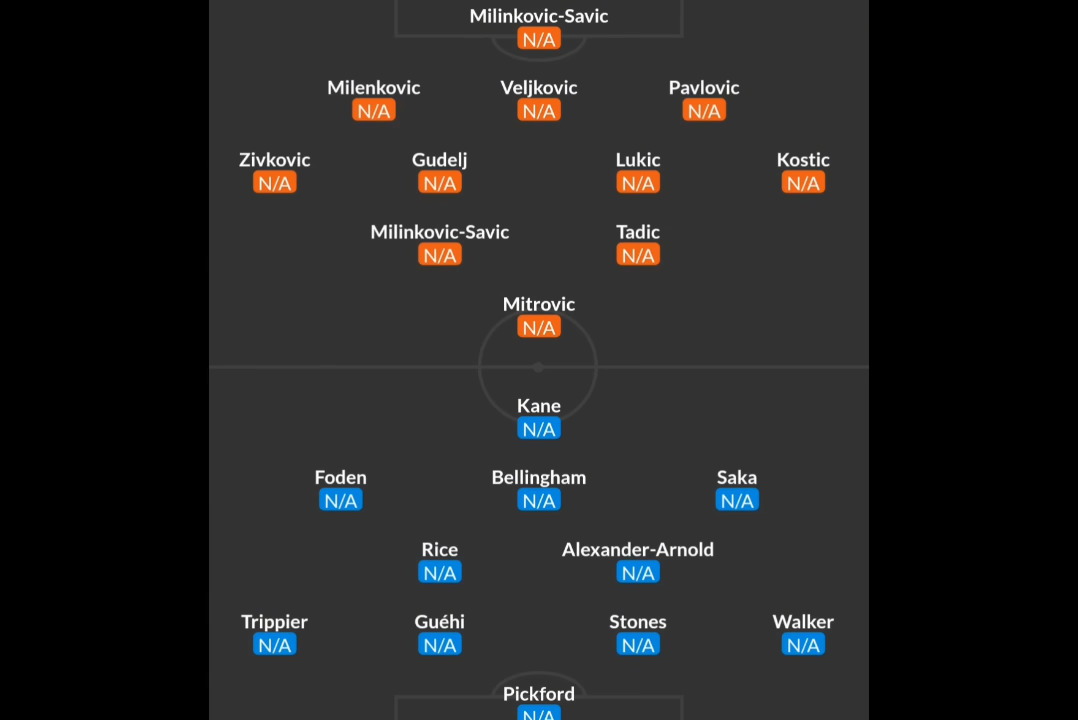 Milinkovic-Savic
N/A
Milenkovic Veljkovic Pavlovic
N/A N/A N/A
Zivkovic Gudelj Lukic Kostic
N/A N/A N/A N/A
Milinkovic-Savic Tadic
N/A N/A
Mitrovic
N/A
Kane
N/A
Foden Bellingham Saka
N/A N/A N/A
Rice Alexander-Arnold
N/A N/A
Trippier Guéhi Stones Walker
N/A N/A N/A N/A
Pickford
N/A